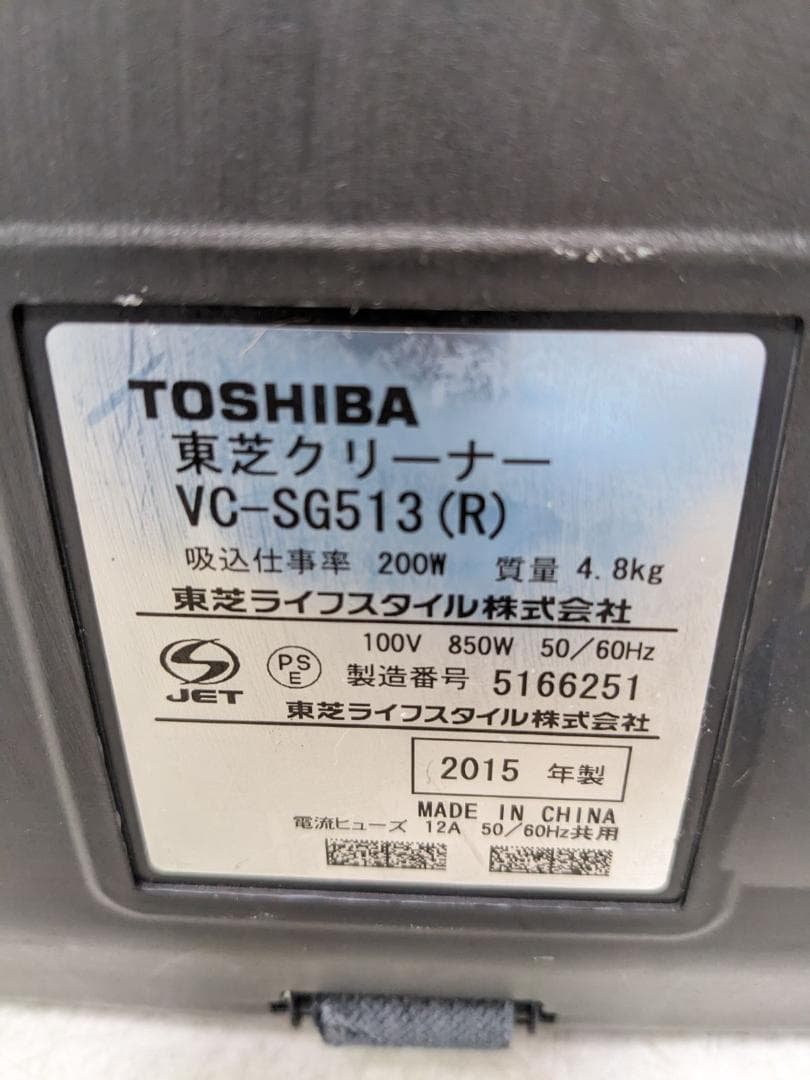 TOSHIBA
東芝クリーナー
VC-SG513(R)
吸込仕事率 200W 質量 4.8kg
東芝ライフスタイル株式会社
100V 850W 50/60Hz
JET PSE 製造番号 5166251
東芝ライフスタイル株式会社
2015 年製
MADE IN CHINA
電流ヒューズ 12A 50/60Hz共用